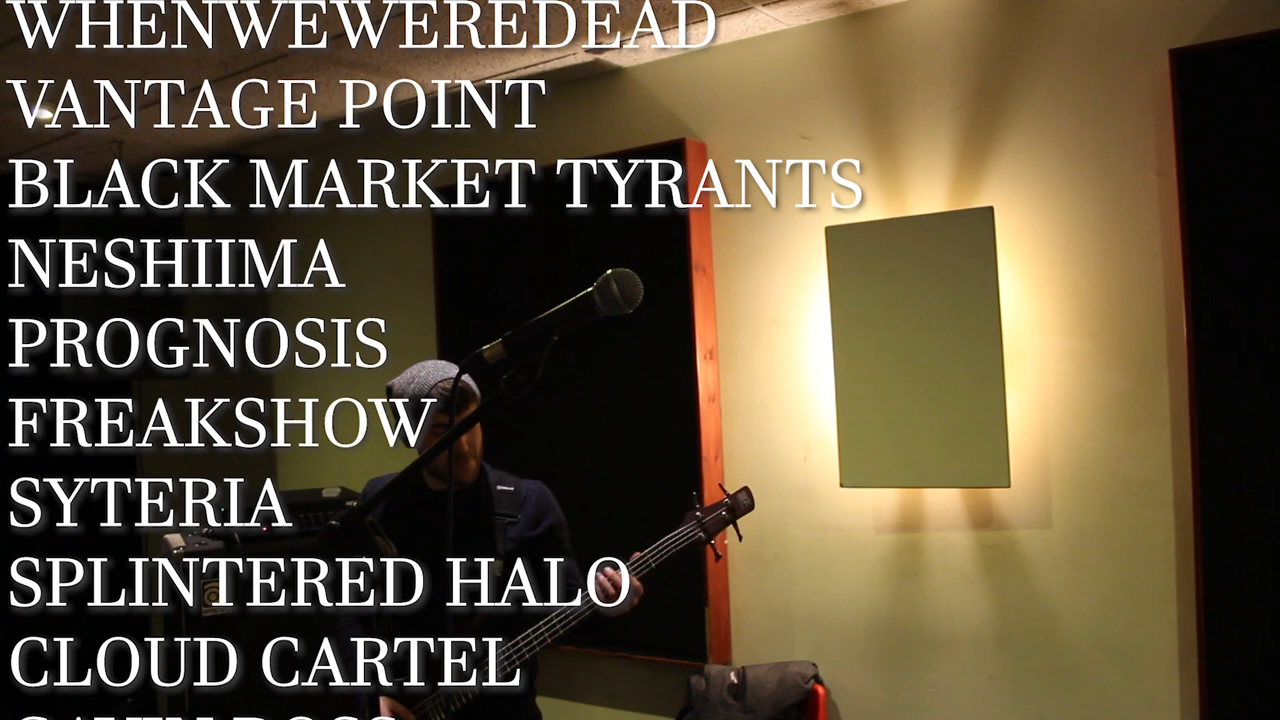 WHENWEWEREDEAD
VANTAGE POINT
BLACK MARKET TYRANTS
NESHIIMA
PROGNOSIS
FREAKSHOW
SYTERIA
SPLINTERED HALO
CLOUD CARTEL